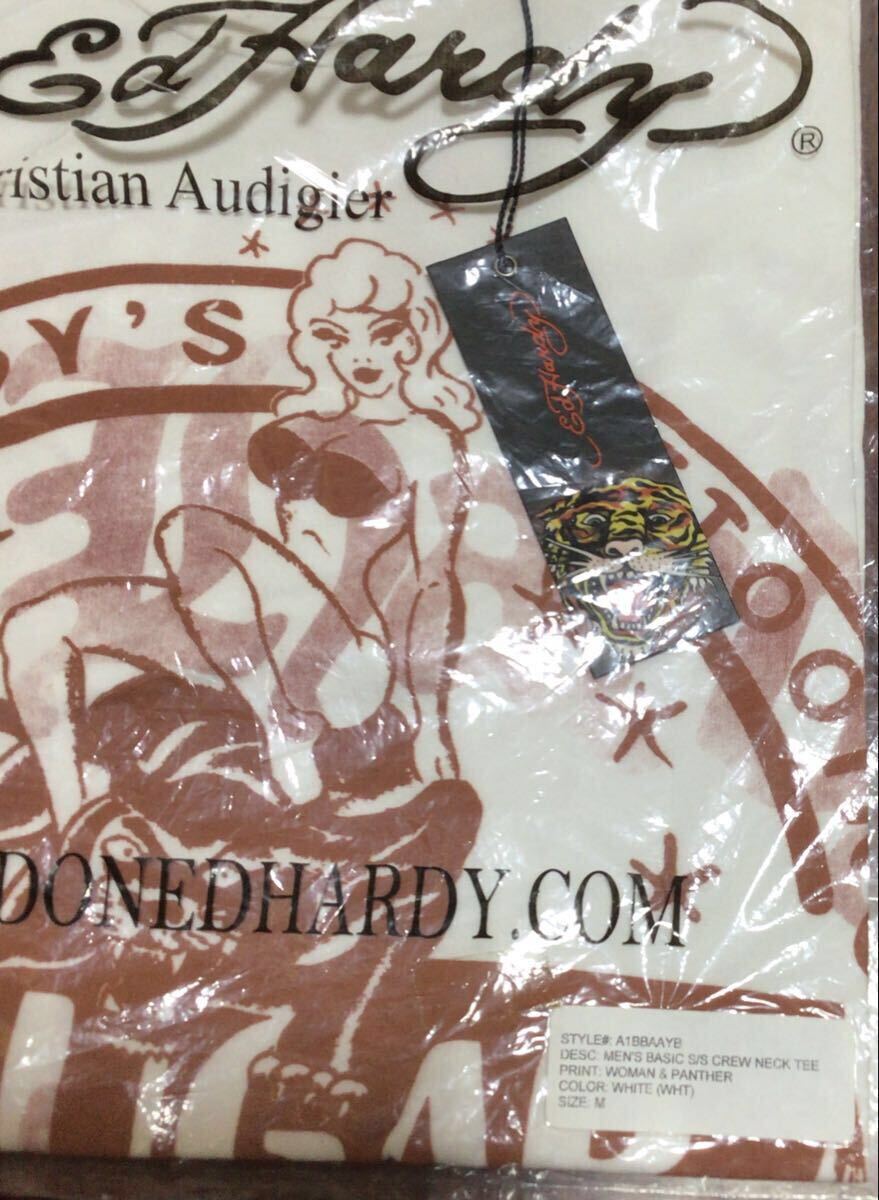 Ed Hardy
®
ristian Audigier
DY'S
TOO
Ed Hardy
DONEDHARDY.COM
STYLE#: A1BBAAYB
DESC: MEN'S BASIC S/S CREW NECK TEE
PRINT: WOMAN & PANTHER
COLOR: WHITE (WHT)
SIZE: M